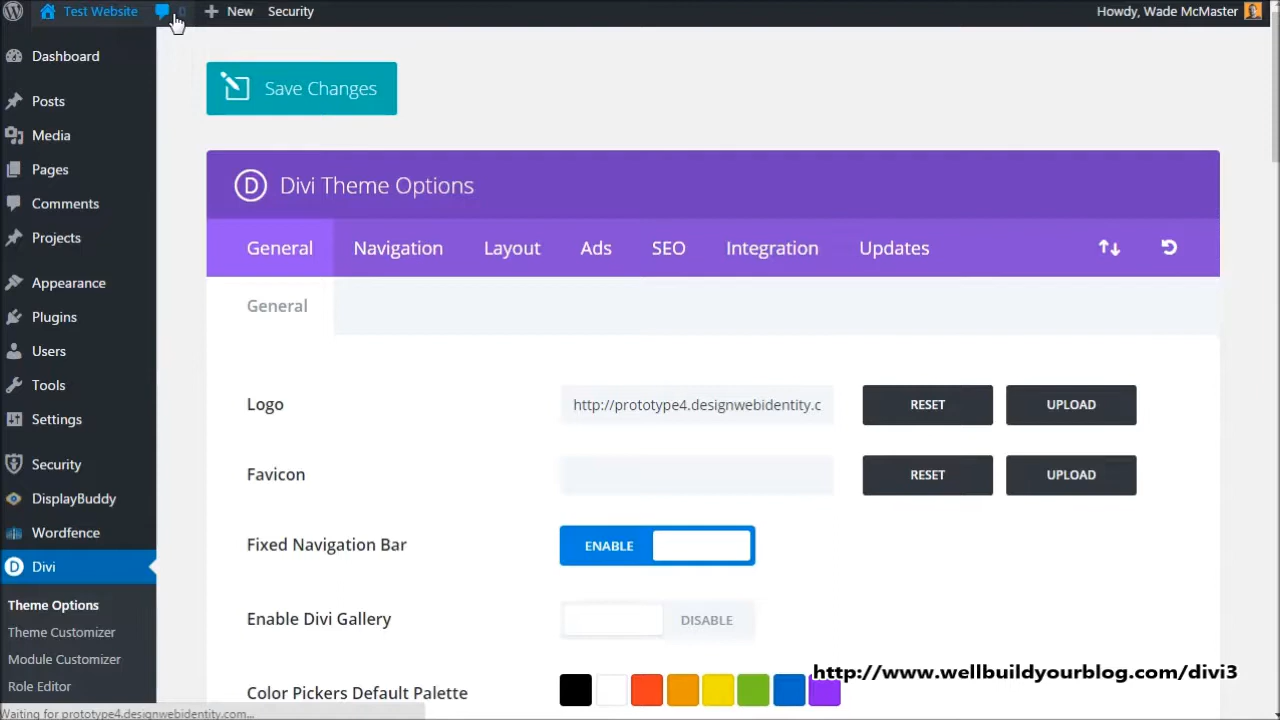 Test Website 0 New Security Howdy, Wade McMaster
Dashboard
Posts
Media
Pages
Comments
Projects
Appearance
Plugins
Users
Tools
Settings
Security
DisplayBuddy
Wordfence
Divi
Theme Options
Theme Customizer
Module Customizer
Role Editor
Save Changes
D Divi Theme Options
General Navigation Layout Ads SEO Integration Updates
General
Logo http://prototype4.designwebidentity.c RESET UPLOAD
Favicon RESET UPLOAD
Fixed Navigation Bar ENABLE
Enable Divi Gallery DISABLE
Color Pickers Default Palette
http://www.wellbuildyourblog.com/divi3
Waiting for prototype4.designwebidentity.com...